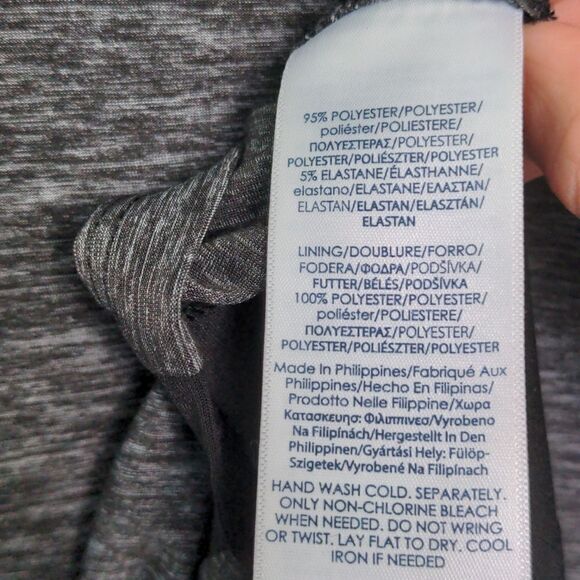 95% POLYESTER/POLYESTER/
poliéster/POLIESTERE/
ΠΟΛΥΕΣΤΕΡΑΣ/POLYESTER/
POLYESTER/POLIÉSZTER/POLYESTER
5% ELASTANE/ÉLASTHANNE/
elastano/ELASTANE/ΕΛΑΣΤΑΝ/
ELASTAN/ELASTAN/ELASZTÁN/
ELASTAN
LINING/DOUBLURE/FORRO/
FODERA/ΦΟΔΡΑ/PODŠÍVKA/
FUTTER/BÉLÉS/PODŠÍVKA
100% POLYESTER/POLYESTER/
poliéster/POLIESTERE/
ΠΟΛΥΕΣΤΕΡΑΣ/POLYESTER/
POLYESTER/POLIÉSZTER/POLYESTER
Made In Philippines/Fabriqué Aux
Philippines/Hecho En Filipinas/
Prodotto Nelle Filippine/Χωρα
Κατασκευησ: Φιλιππινεσ/Vyrobeno
Na Filipínách/Hergestellt In Den
Philippinen/Gyártási Hely: Fülöp-
Szigetek/Vyrobené Na Filipínach
HAND WASH COLD. SEPARATELY.
ONLY NON-CHLORINE BLEACH
WHEN NEEDED. DO NOT WRING
OR TWIST. LAY FLAT TO DRY. COOL
IRON IF NEEDED